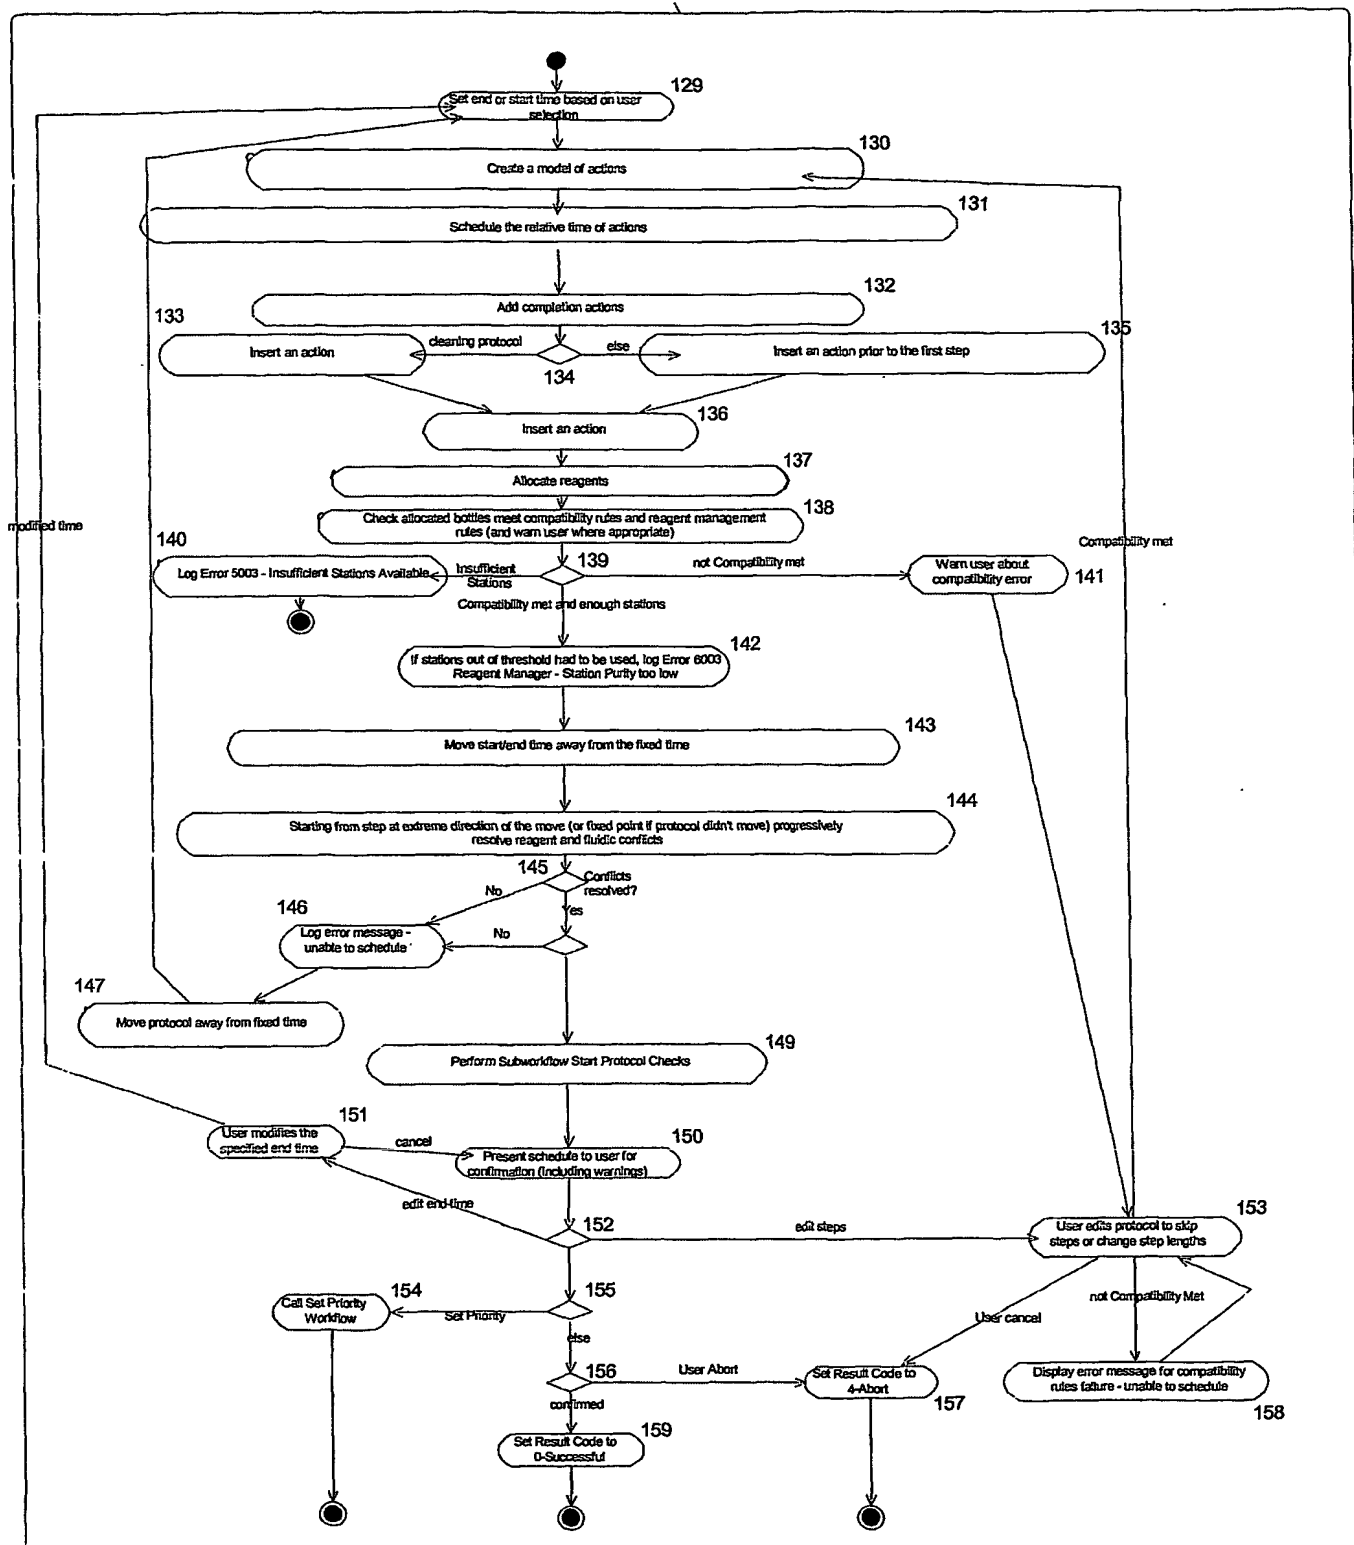 129
Set end or start time based on user
selection
130
Create a model of actions
131
Schedule the relative time of actions
132
Add completion actions
133
Insert an action
cleaning protocol
else
134
135
Insert an action prior to the first step
136
Insert an action
137
Allocate reagents
138
Check allocated bottles meet compatibility rules and reagent management
rules (and warn user where appropriate)
modified time
Compatibility met
140
Log Error 5003 - Insufficient Stations Available
Insufficient
Stations
139
not Compatibility met
Warn user about
compatibility error
141
Compatibility met and enough stations
142
If stations out of threshold had to be used, log Error 6003
Reagent Manager - Station Purity too low
143
Move start/end time away from the fixed time
144
Starting from step at extreme direction of the move (or fixed point if protocol didn't move) progressively
resolve reagent and fluidic conflicts
145
Conflicts
resolved?
No
Yes
146
Log error message -
unable to schedule
No
147
Move protocol away from fixed time
149
Perform Subworkflow Start Protocol Checks
151
User modifies the
specified end time
cancel
150
Present schedule to user for
confirmation (including warnings)
edit end-time
152
edit steps
153
User edits protocol to skip
steps or change step lengths
154
Call Set Priority
Workflow
Set Priority
155
else
not Compatibility Met
User cancel
156
User Abort
confirmed
Set Result Code to
4-Abort
157
Display error message for compatibility
rules failure - unable to schedule
158
159
Set Result Code to
0-Successful